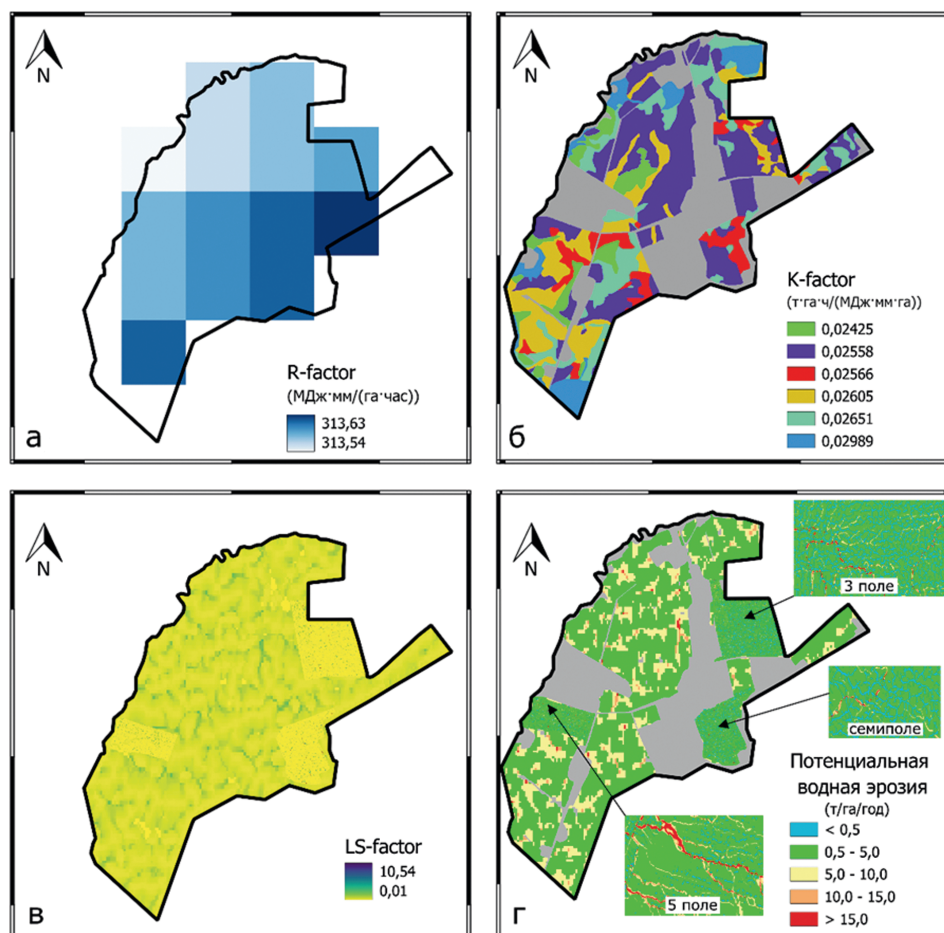 N
R-factor
(МДж·мм/(га·час))
313,63
313,54
а
N
K-factor
(т·га·ч/(МДж·мм·га))
0,02425
0,02558
0,02566
0,02605
0,02651
0,02989
б
N
LS-factor
10,54
0,01
в
N
3 поле
семиполе
5 поле
Потенциальная
водная эрозия
(т/га/год)
< 0,5
0,5 - 5,0
5,0 - 10,0
10,0 - 15,0
> 15,0
г